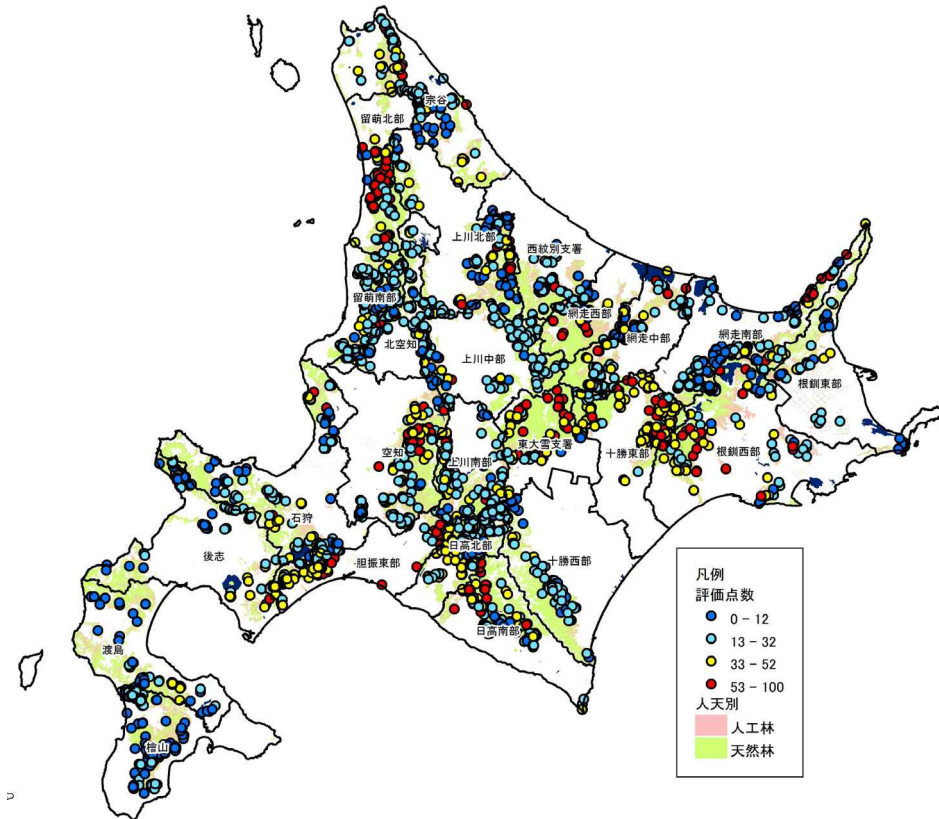 宗谷
留萌北部
上川北部
西紋別支署
留萌南部
網走西部
網走中部
網走南部
北空知
上川中部
根釧東部
東大雪支署
十勝東部
根釧西部
空知
上川南部
石狩
日高北部
後志
胆振東部
十勝西部
日高南部
渡島
檜山
凡例
評価点数
0 - 12
13 - 32
33 - 52
53 - 100
人天別
人工林
天然林